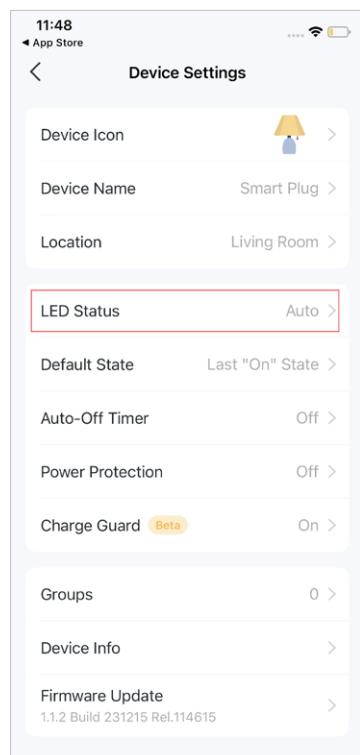 11:48
◀ App Store
Device Settings
Device Icon
Device Name Smart Plug
Location Living Room
LED Status Auto
Default State Last "On" State
Auto-Off Timer Off
Power Protection Off
Charge Guard Beta On
Groups 0
Device Info
Firmware Update
1.1.2 Build 231215 Rel.114615